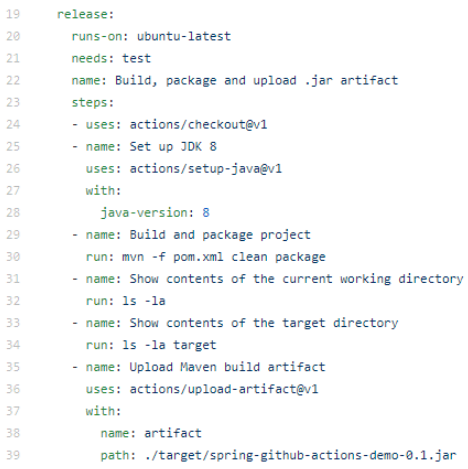 19 release:
20 runs-on: ubuntu-latest
21 needs: test
22 name: Build, package and upload .jar artifact
23 steps:
24 - uses: actions/checkout@v1
25 - name: Set up JDK 8
26 uses: actions/setup-java@v1
27 with:
28 java-version: 8
29 - name: Build and package project
30 run: mvn -f pom.xml clean package
31 - name: Show contents of the current working directory
32 run: ls -la
33 - name: Show contents of the target directory
34 run: ls -la target
35 - name: Upload Maven build artifact
36 uses: actions/upload-artifact@v1
37 with:
38 name: artifact
39 path: ./target/spring-github-actions-demo-0.1.jar